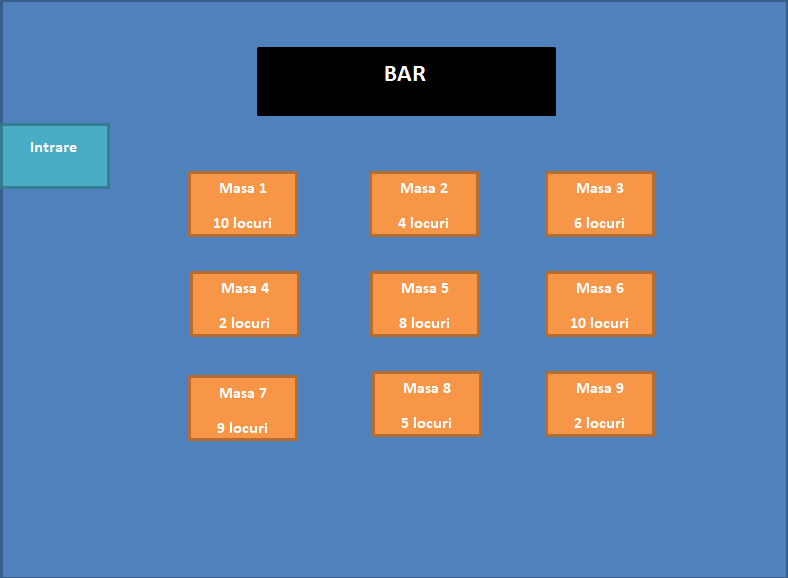 BAR
Intrare
Masa 1
10 locuri
Masa 2
4 locuri
Masa 3
6 locuri
Masa 4
2 locuri
Masa 5
8 locuri
Masa 6
10 locuri
Masa 7
9 locuri
Masa 8
5 locuri
Masa 9
2 locuri